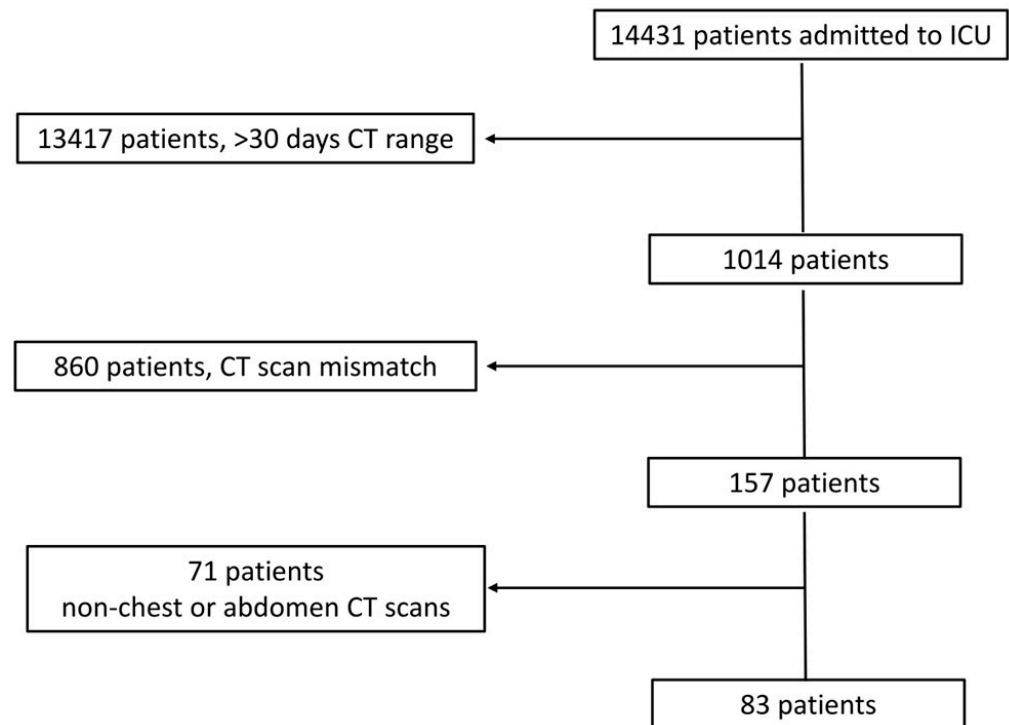 14431 patients admitted to ICU
13417 patients, >30 days CT range
1014 patients
860 patients, CT scan mismatch
157 patients
71 patients
non-chest or abdomen CT scans
83 patients